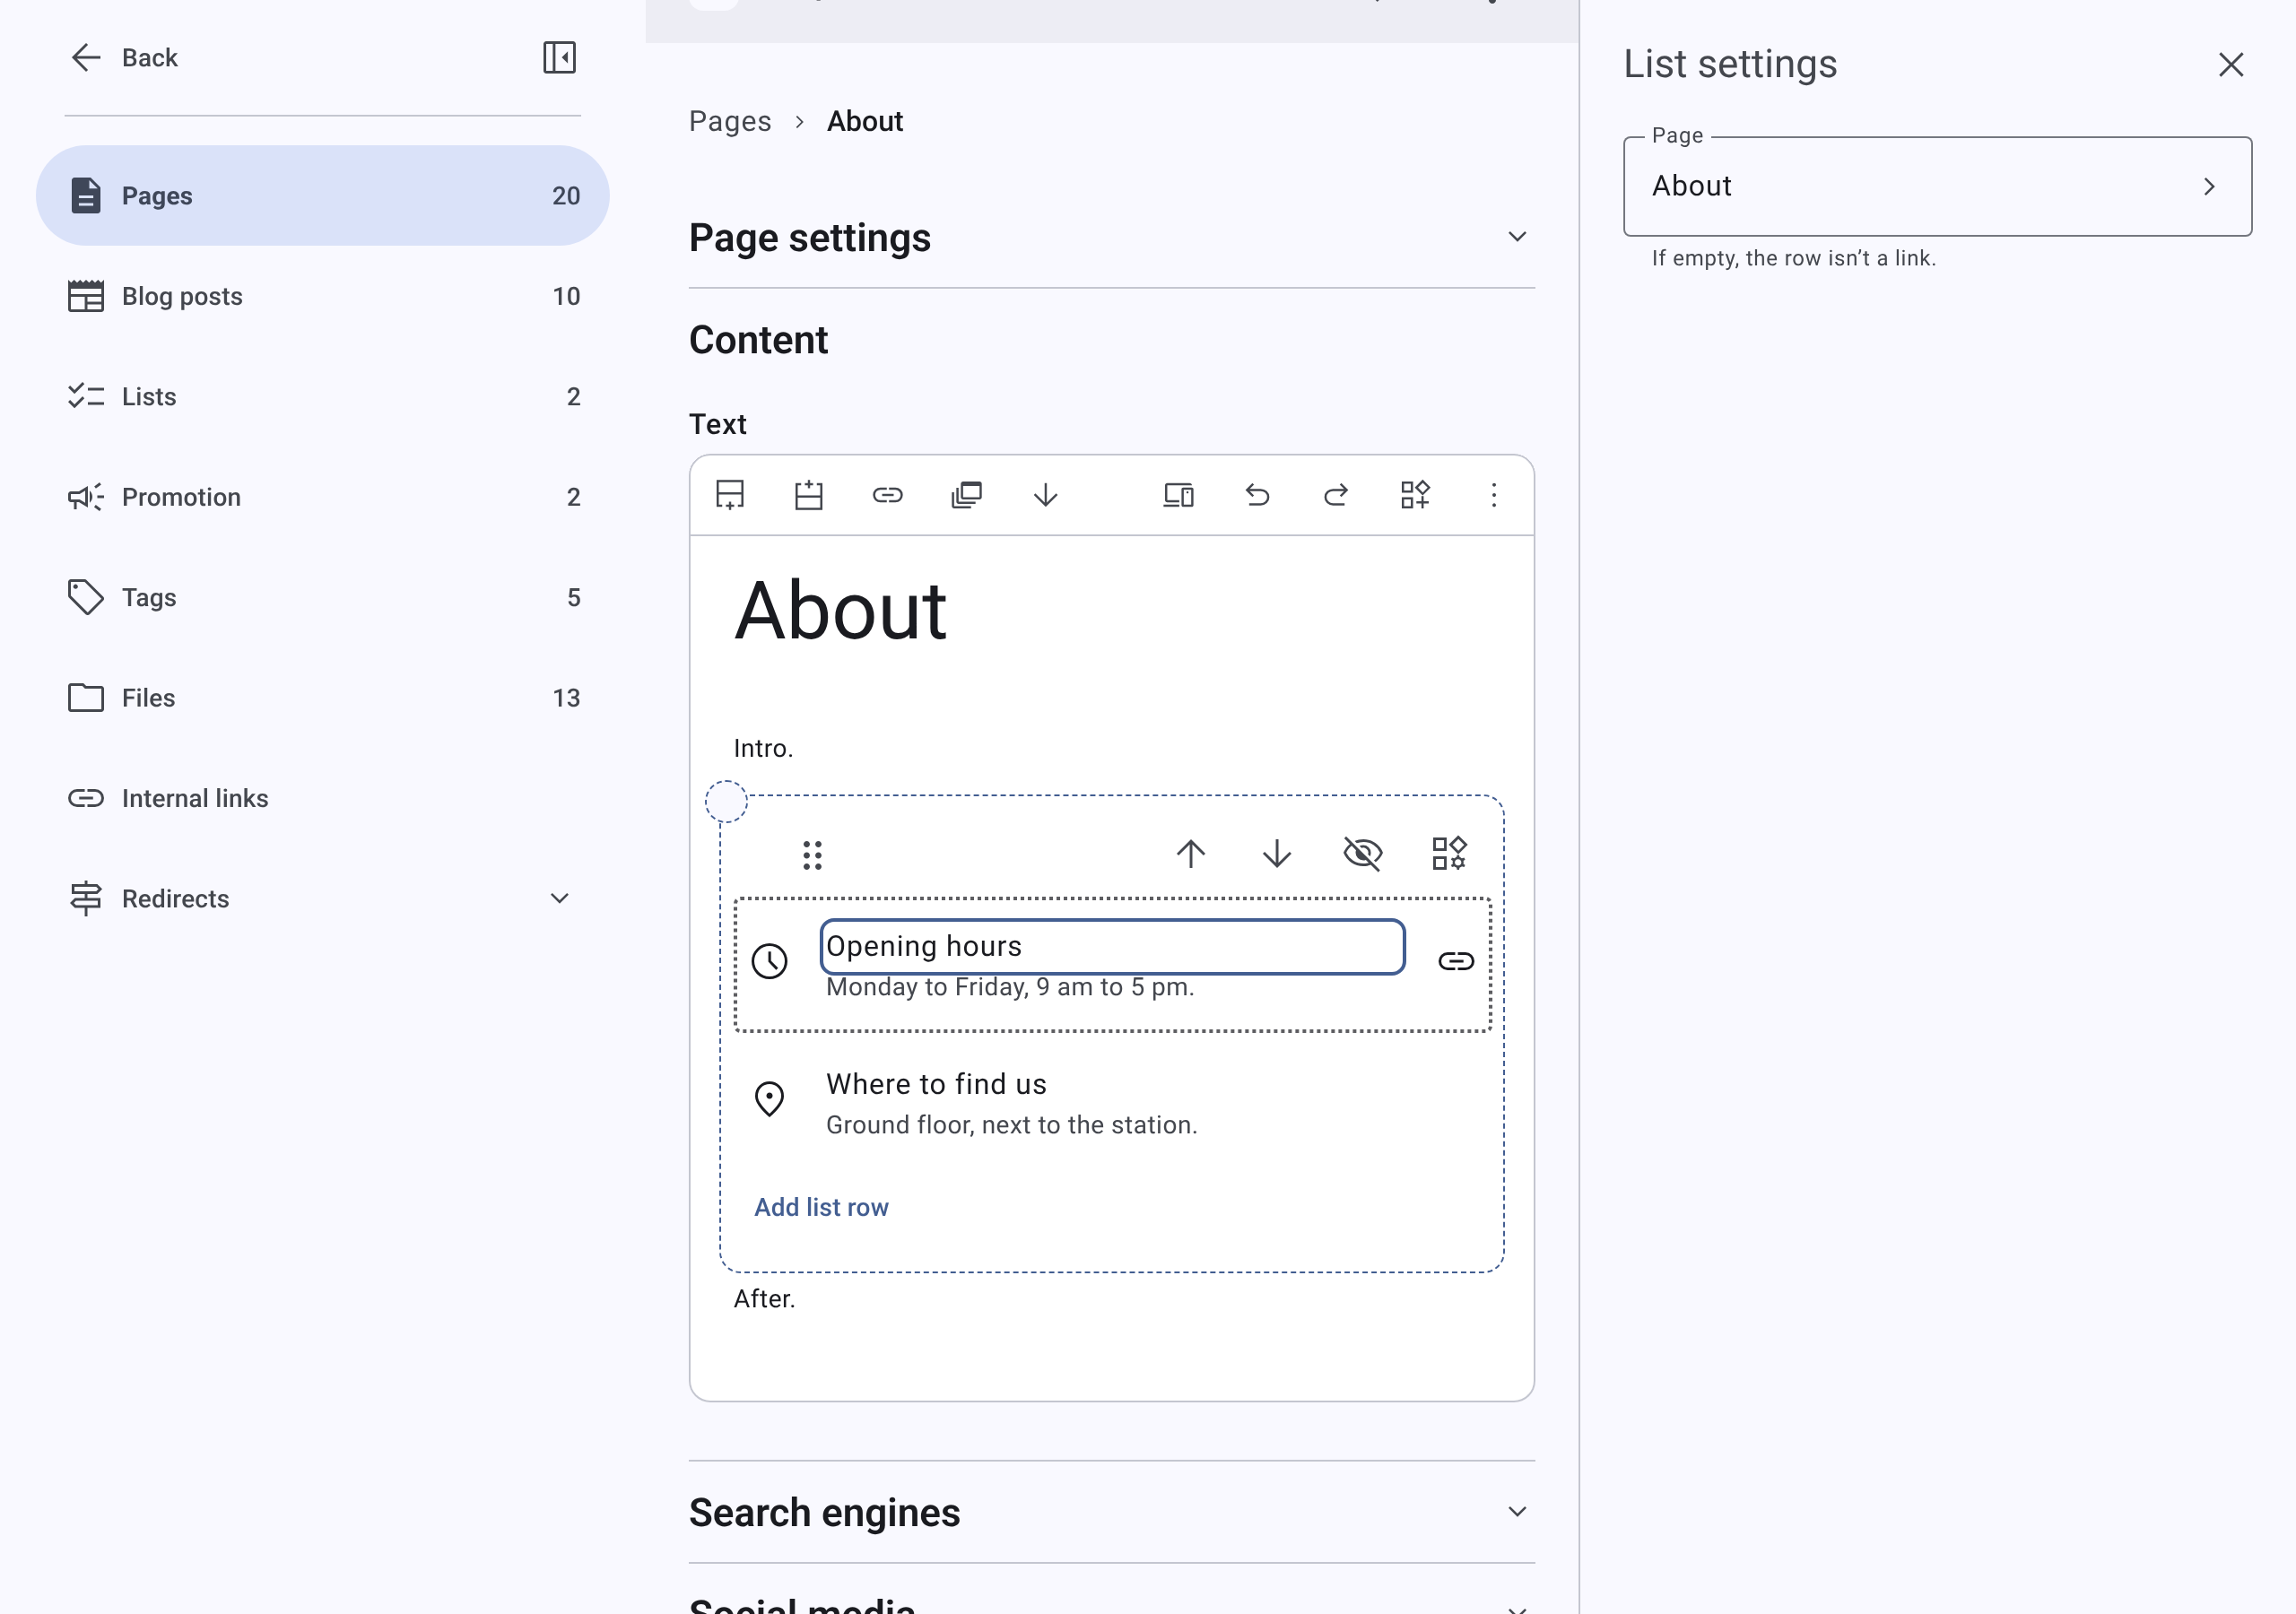 Back
Pages 20
Blog posts 10
Lists 2
Promotion 2
Tags 5
Files 13
Internal links
Redirects
Pages > About
Page settings
Content
Text
About
Intro.
Opening hours
Monday to Friday, 9 am to 5 pm.
Where to find us
Ground floor, next to the station.
Add list row
After.
Search engines
Social media
List settings
Page
About
If empty, the row isn’t a link.